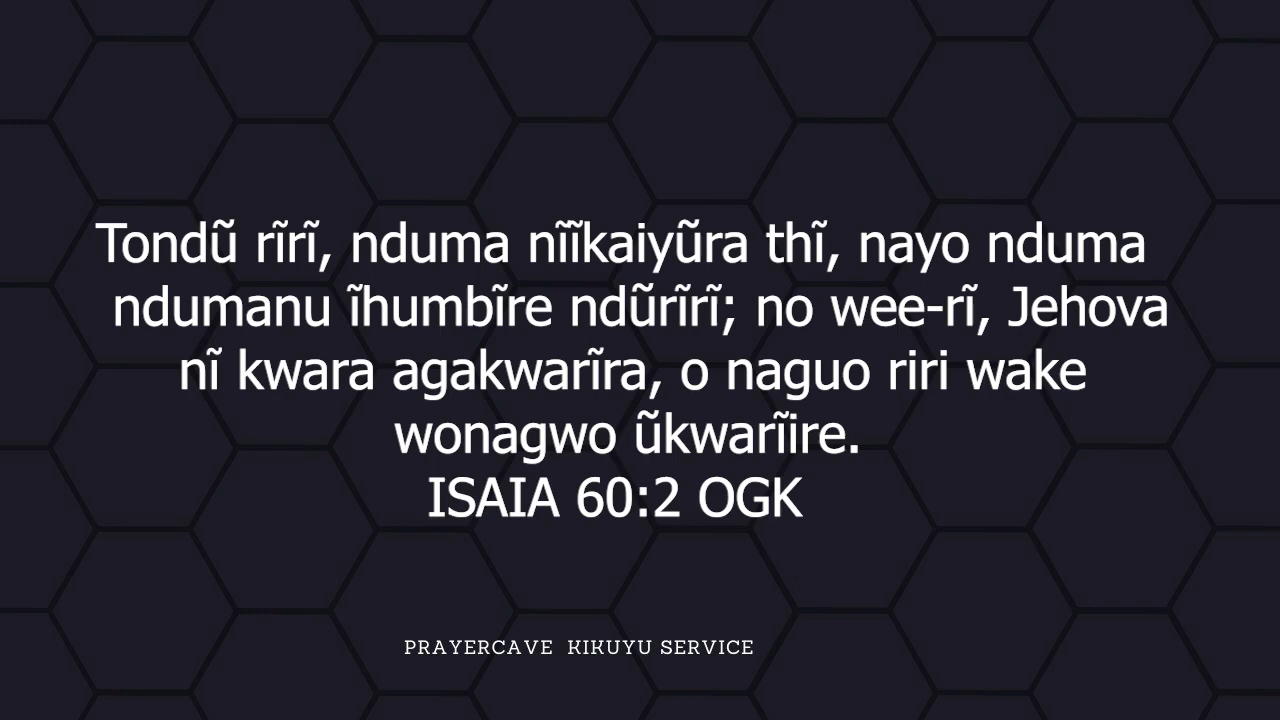 Tondũ rĩrĩ, nduma nĩĩkaiyũra thĩ, nayo nduma
ndumanu ĩhumbĩre ndũrĩrĩ; no wee-rĩ, Jehova
nĩ kwara agakwarĩra, o naguo riri wake
wonagwo ũkwarĩire.
ISAIA 60:2 OGK
PRAYERCAVE KIKUYU SERVICE